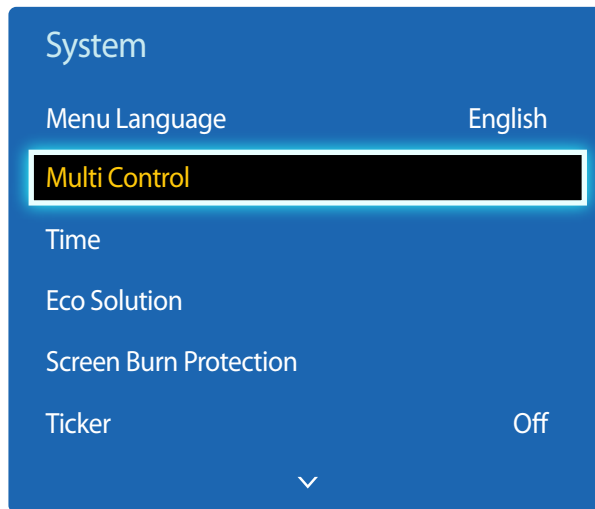 System
Menu Language English
Multi Control
Time
Eco Solution
Screen Burn Protection
Ticker Off